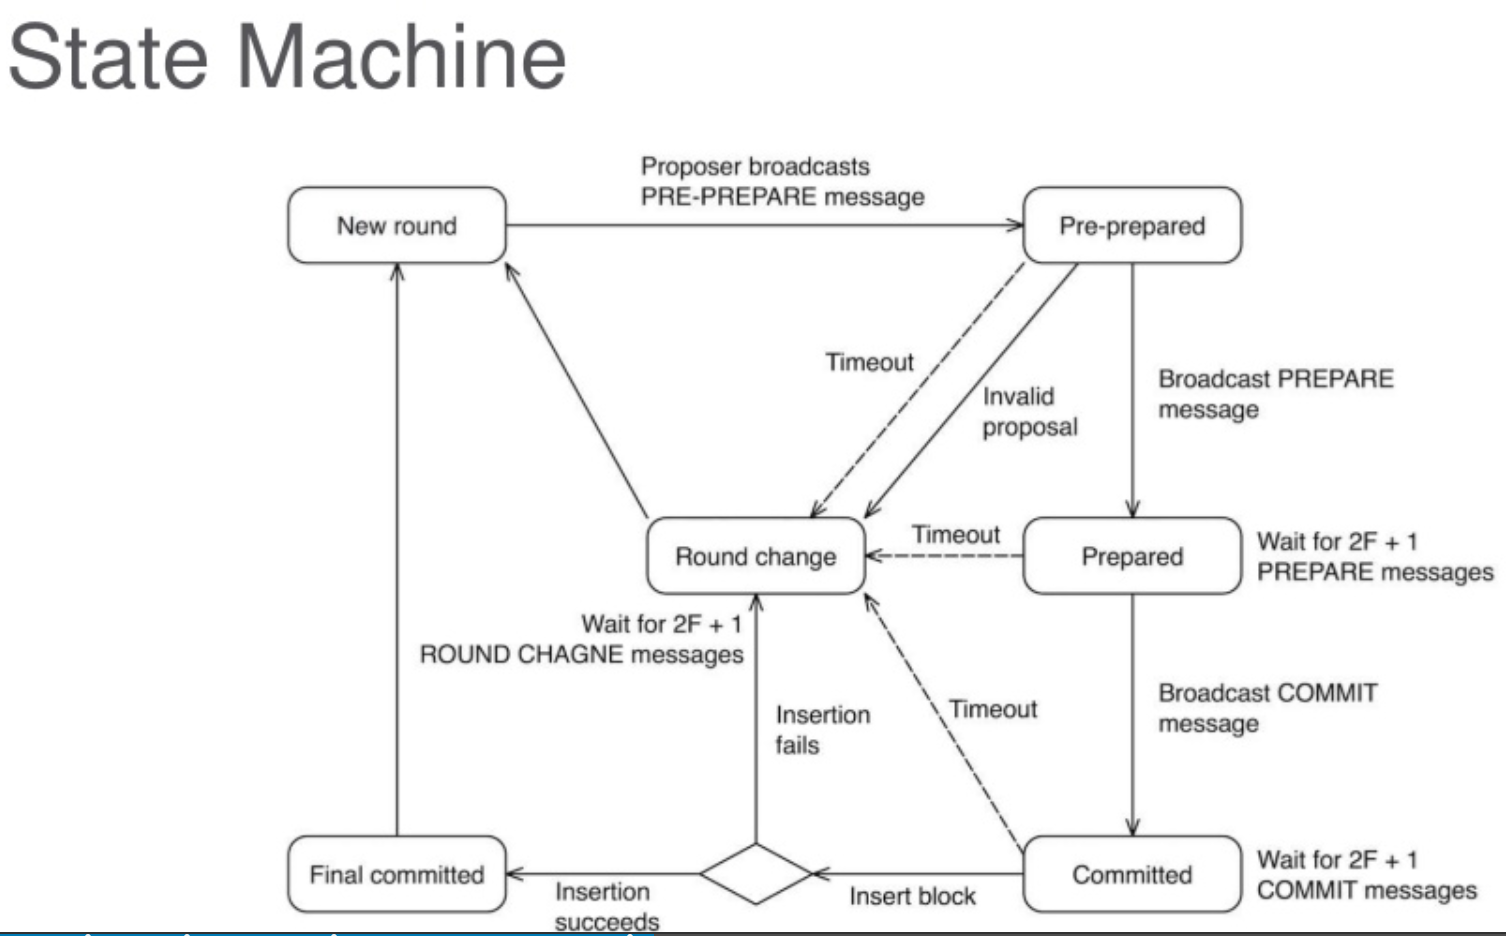 State Machine
Proposer broadcasts
PRE-PREPARE message
New round
Pre-prepared
Timeout
Invalid
proposal
Broadcast PREPARE
message
Round change
Timeout
Prepared
Wait for 2F + 1
PREPARE messages
Wait for 2F + 1
ROUND CHAGNE messages
Insertion
fails
Timeout
Broadcast COMMIT
message
Final committed
Insertion
succeeds
Insert block
Committed
Wait for 2F + 1
COMMIT messages